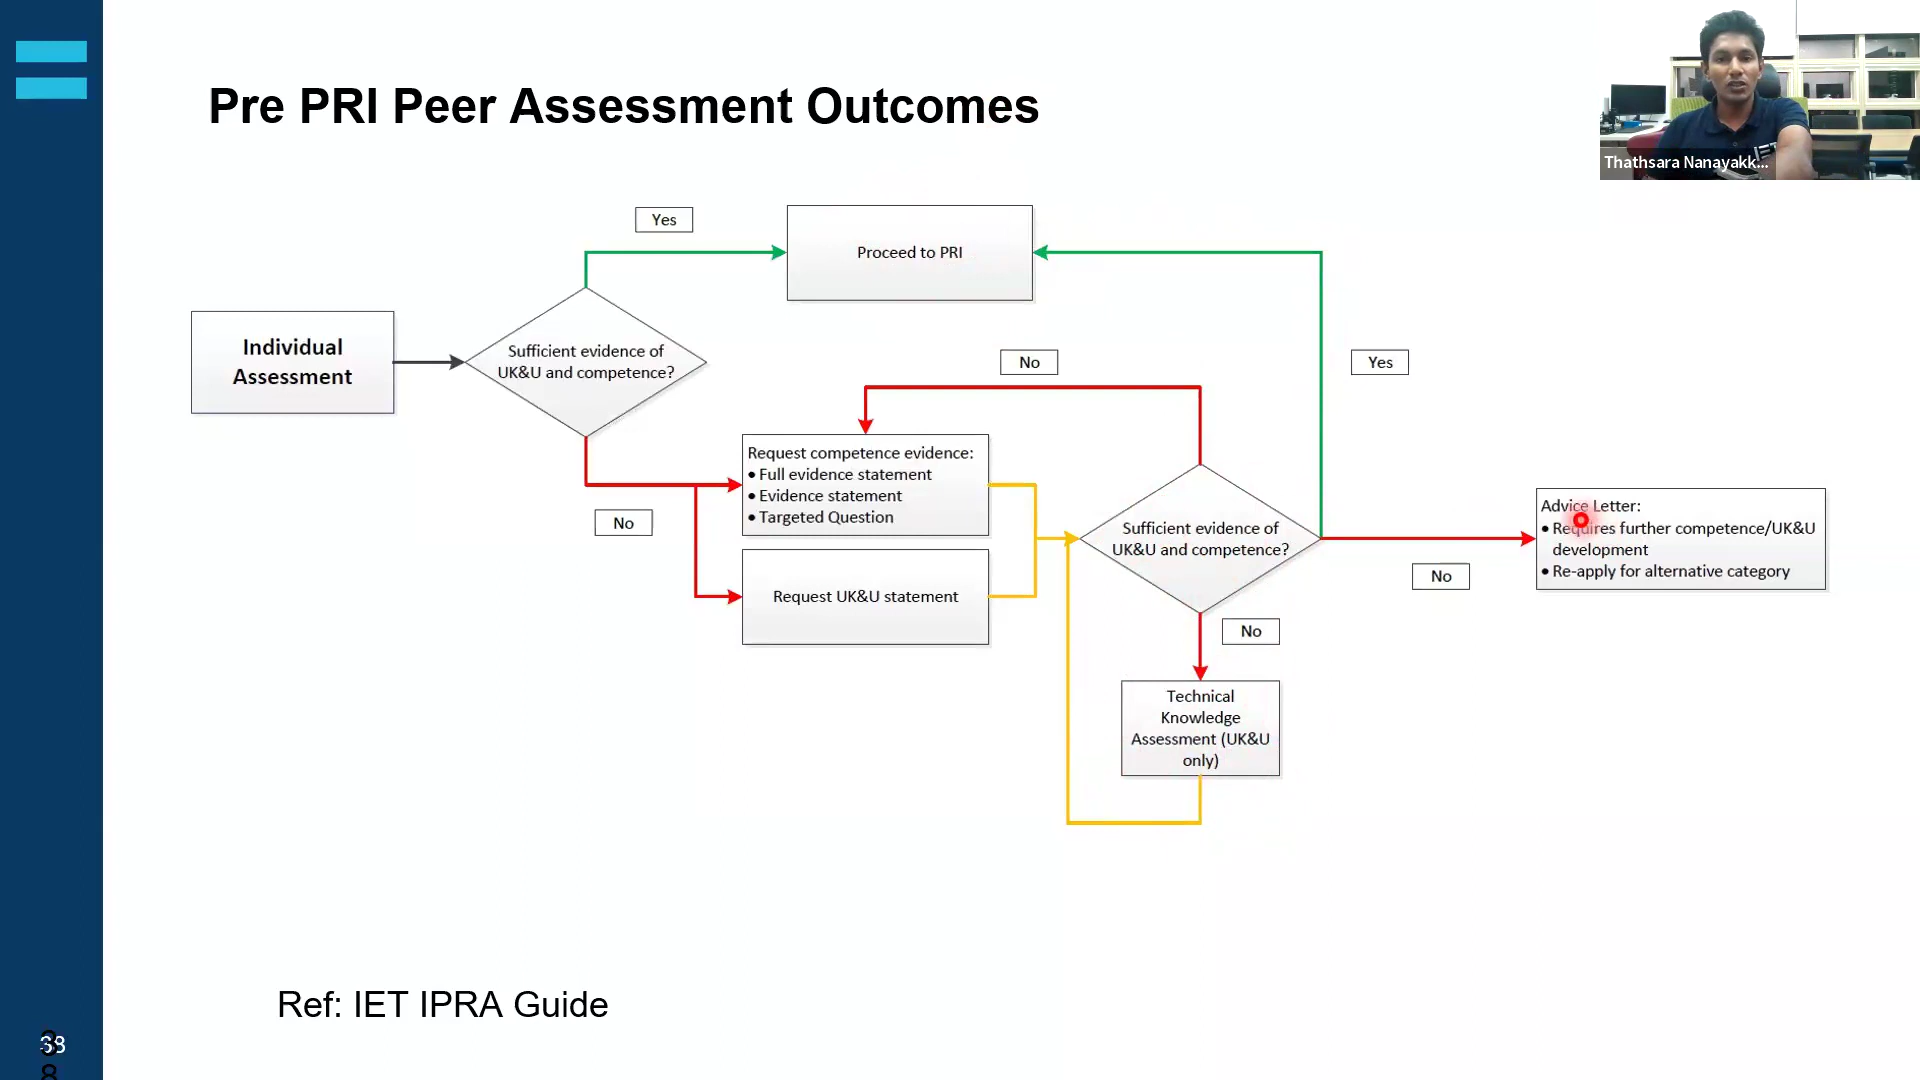 Pre PRI Peer Assessment Outcomes
Thathsara Nanayakk...
Yes
Proceed to PRI
Individual
Assessment
Sufficient evidence of
UK&U and competence?
No
Yes
Request competence evidence:
• Full evidence statement
• Evidence statement
• Targeted Question
No
Sufficient evidence of
UK&U and competence?
Advice Letter:
• Requires further competence/UK&U
development
• Re-apply for alternative category
No
Request UK&U statement
No
Technical
Knowledge
Assessment (UK&U
only)
Ref: IET IPRA Guide
38